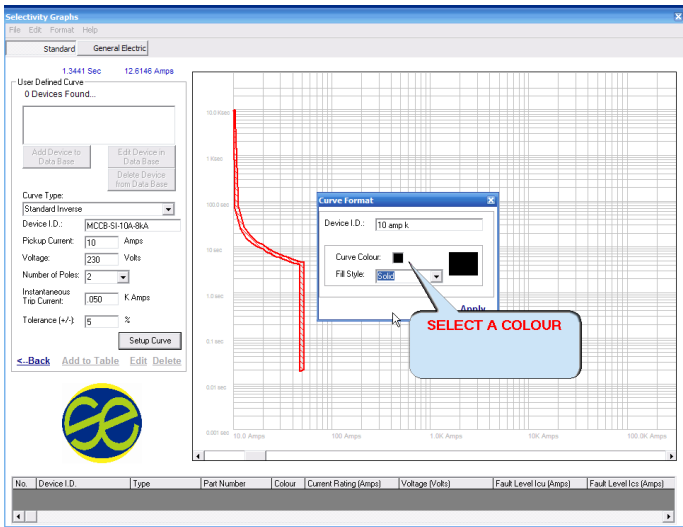 Selectivity Graphs
File Edit Format Help
Standard General Electric
1.3441 Sec 12.6146 Amps
User Defined Curve
0 Devices Found...
Add Device to Data Base
Edit Device in Data Base
Delete Device from Data Base
Curve Type:
Standard Inverse
Device I.D.: MCCB-SI-10A-8kA
Pickup Current: 10 Amps
Voltage: 230 Volts
Number of Poles: 2
Instantaneous
Trip Current: .050 K Amps
Tolerance (+/-): 5 %
Setup Curve
<..Back Add to Table Edit Delete
se
10.0 Ksec
1 Ksec
100.0 sec
10 sec
1.0 sec
0.1 sec
0.01 sec
0.001 sec
10.0 Amps 100 Amps 1.0K Amps 10K Amps 100.0K Amps
Curve Format
Device I.D.: 10 amp k
Curve Colour:
Fill Style: Solid
Apply
SELECT A COLOUR
No. Device I.D. Type Part Number Colour Current Rating (Amps) Voltage (Volts) Fault Level Icu (Amps) Fault Level Ics (Amps)